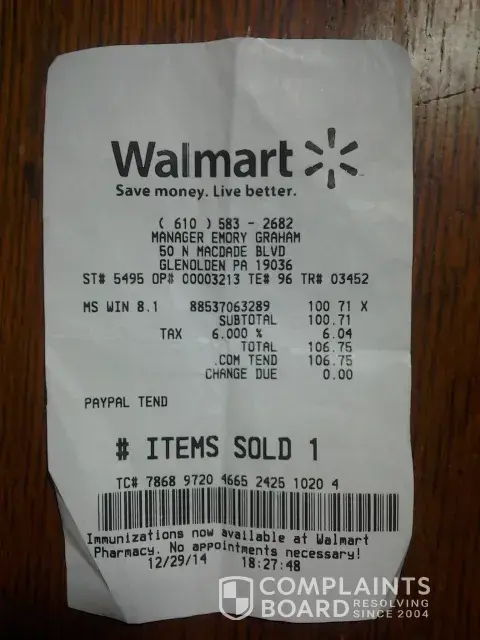 Walmart
Save money. Live better.
( 610 ) 583 - 2682
MANAGER EMORY GRAHAM
50 N MACDADE BLVD
GLENOLDEN PA 19036
ST# 5495 OP# 00003213 TE# 96 TR# 03452
MS WIN 8.1 88537063289 100 71 X
SUBTOTAL 100.71
TAX 6.000 % 6.04
TOTAL 106.75
.COM TEND 106.75
CHANGE DUE 0.00
PAYPAL TEND
# ITEMS SOLD 1
TC# 7868 9720 4665 2425 1020 4
Immunizations now available at Walmart
Pharmacy. No appointments necessary!
12/29/14 18:27:48
COMPLAINTS
BOARD RESOLVING
SINCE 2004